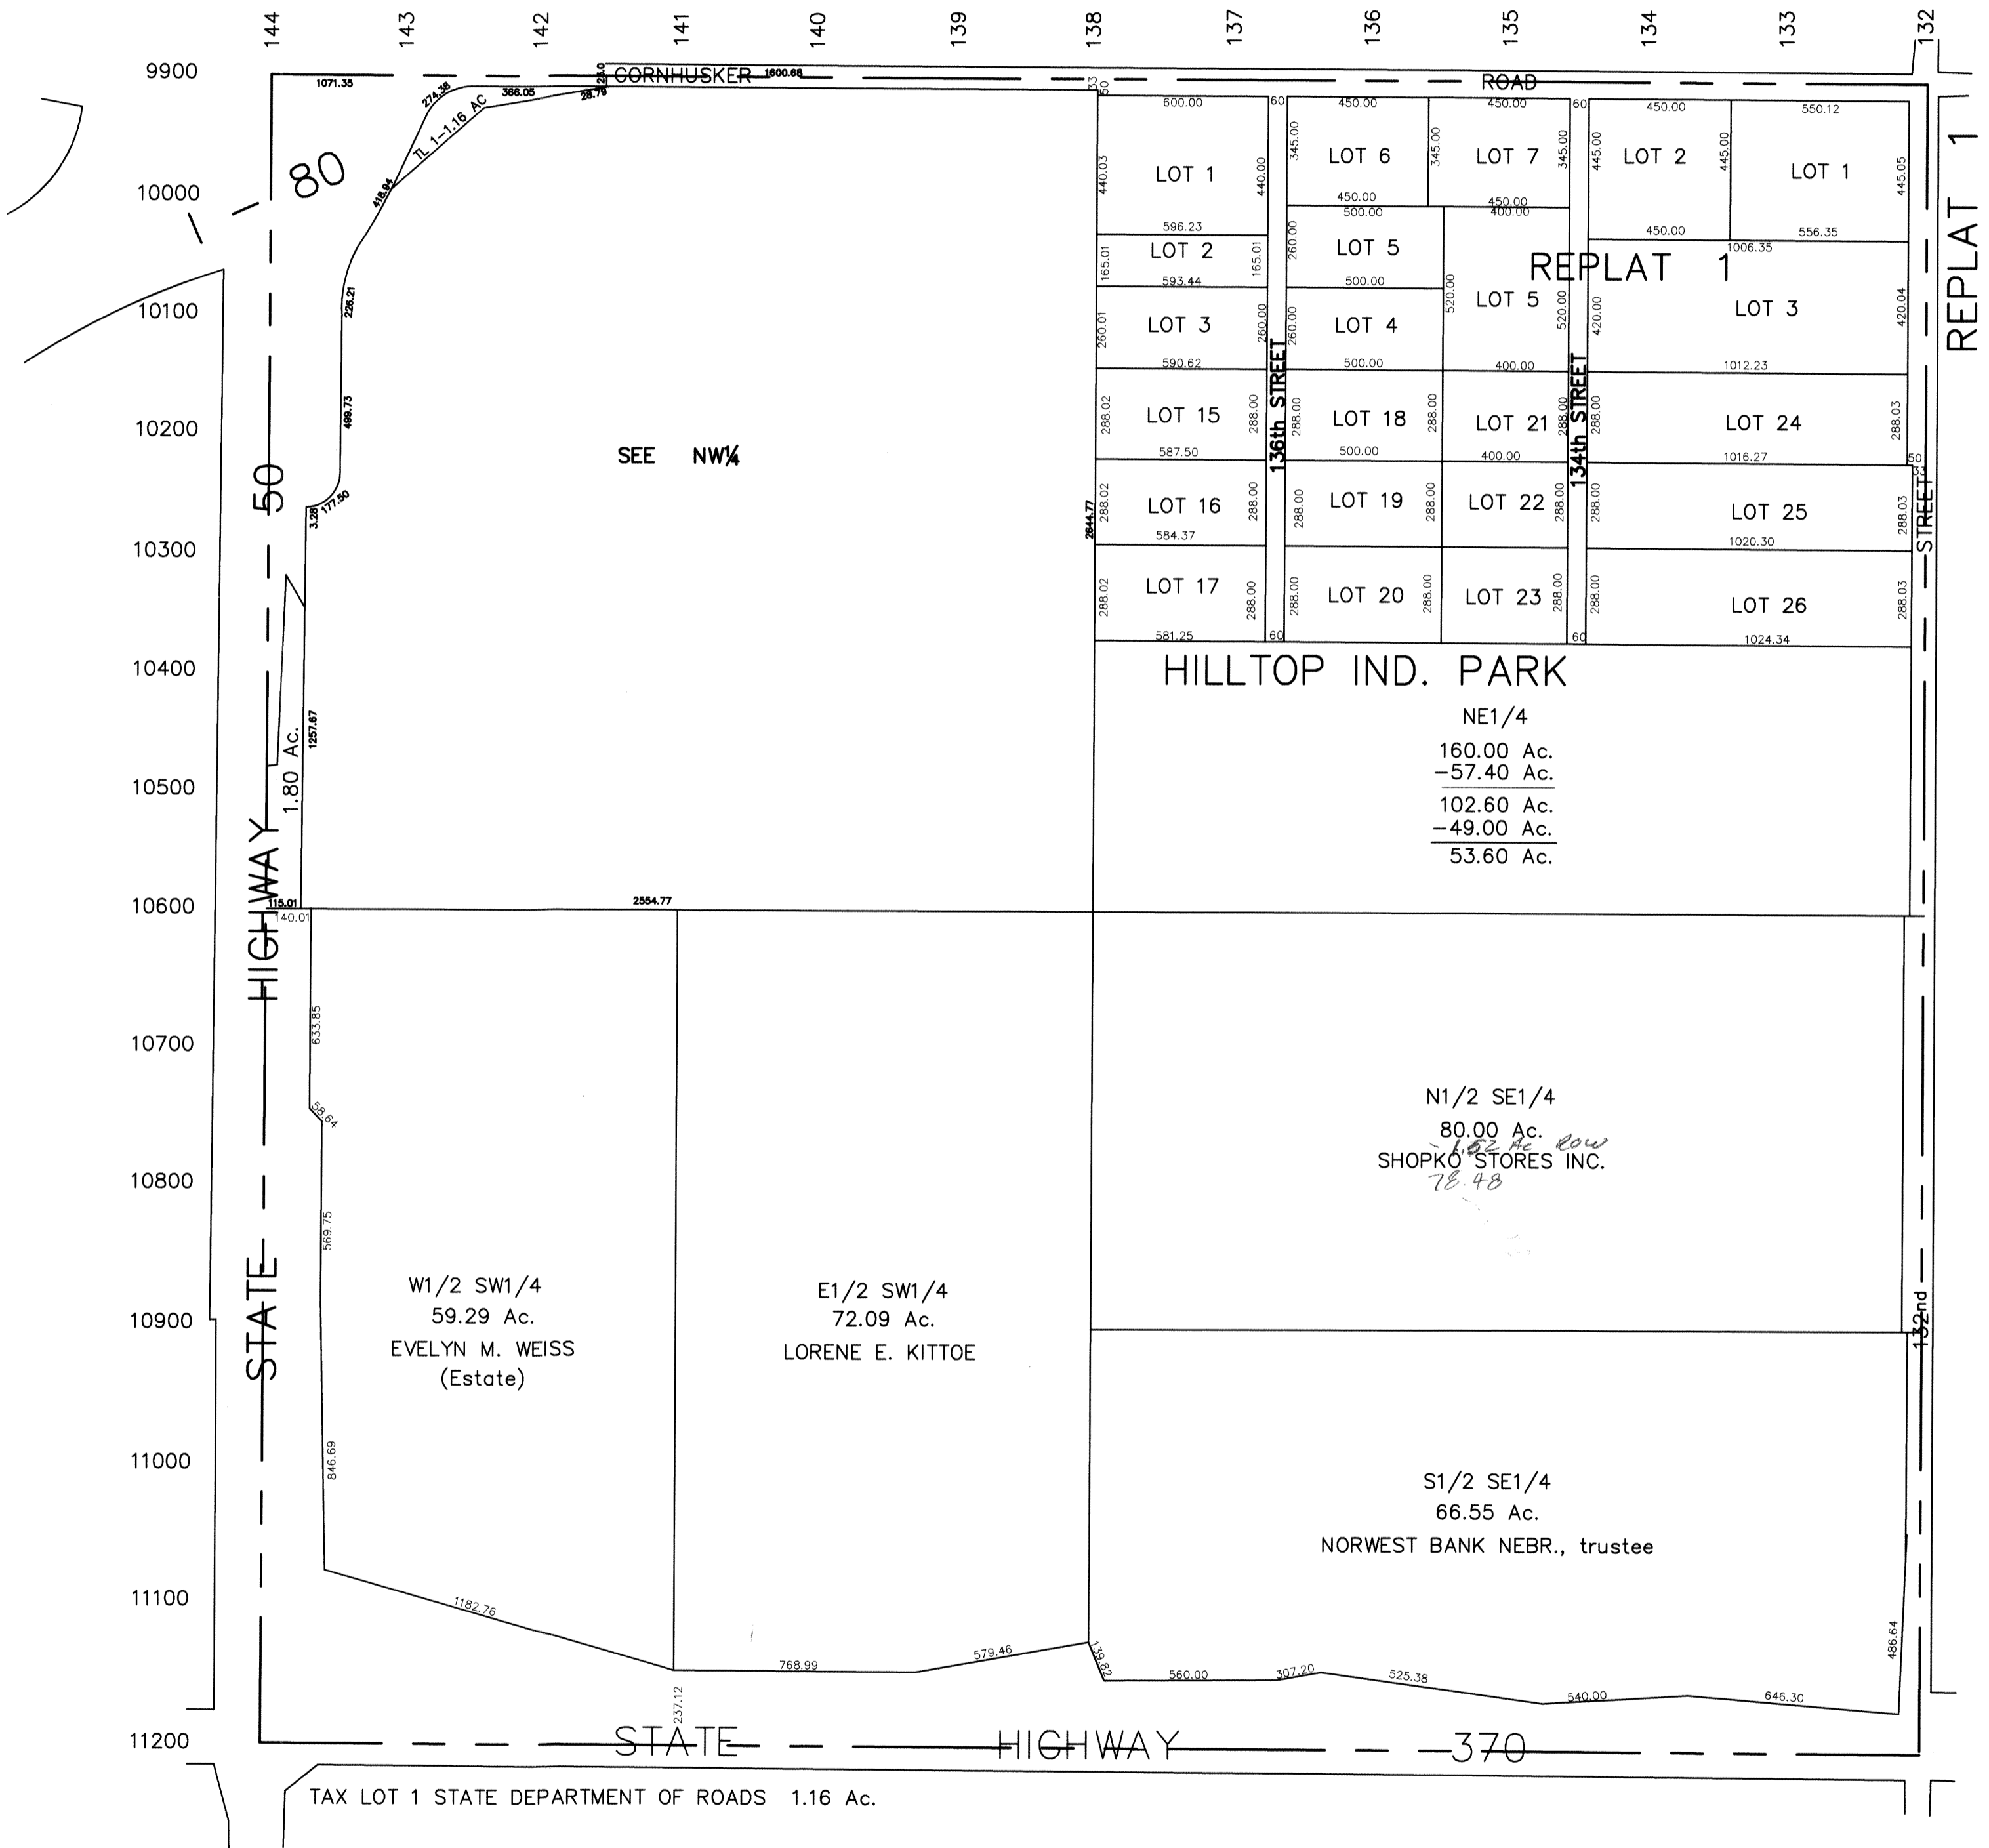 144 143 142 141 140 139 138 137 136 135 134 133 132
9900
10000
10100
10200
10300
10400
10500
10600
10700
10800
10900
11000
11100
11200
CORNHUSKER
1600.68
ROAD
1071.35
274.38
366.05
28.79
TL 1-1.16 AC
80
418.94
226.21
499.73
177.50
3.28
50
1257.67
1.80 Ac.
HIGHWAY
STATE
SEE NW¼
2644.77
115.01
140.01
2554.77
33
50
600.00
60
450.00
450.00
60
450.00
550.12
440.03
LOT 1
440.00
345.00
LOT 6
345.00
LOT 7
345.00
445.00
LOT 2
445.00
LOT 1
445.05
596.23
450.00
450.00
500.00
400.00
450.00
556.35
1006.35
165.01
LOT 2
165.01
260.00
LOT 5
REPLAT 1
593.44
500.00
520.00
LOT 5
520.00
420.00
LOT 3
420.04
260.01
LOT 3
260.00
260.00
LOT 4
590.62
500.00
400.00
1012.23
136th STREET
134th STREET
288.02
LOT 15
288.00
288.00
LOT 18
288.00
LOT 21
288.00
288.00
LOT 24
288.03
587.50
500.00
400.00
1016.27
50
33
288.02
LOT 16
288.00
288.00
LOT 19
288.00
LOT 22
288.00
288.00
LOT 25
288.03
584.37
1020.30
288.02
LOT 17
288.00
288.00
LOT 20
288.00
LOT 23
288.00
288.00
LOT 26
288.03
581.25
60
60
1024.34
REPLAT 1
STREET
132nd
HILLTOP IND. PARK
NE1/4
160.00 Ac.
-57.40 Ac.
102.60 Ac.
-49.00 Ac.
53.60 Ac.
633.85
58.64
569.75
846.69
W1/2 SW1/4
59.29 Ac.
EVELYN M. WEISS
(Estate)
E1/2 SW1/4
72.09 Ac.
LORENE E. KITTOE
N1/2 SE1/4
80.00 Ac.
- 1.52 Ac ROW
SHOPKO STORES INC.
78.48
S1/2 SE1/4
66.55 Ac.
NORWEST BANK NEBR., trustee
1182.76
768.99
579.46
139.82
560.00
307.20
525.38
540.00
646.30
486.64
237.12
STATE HIGHWAY 370
TAX LOT 1 STATE DEPARTMENT OF ROADS 1.16 Ac.